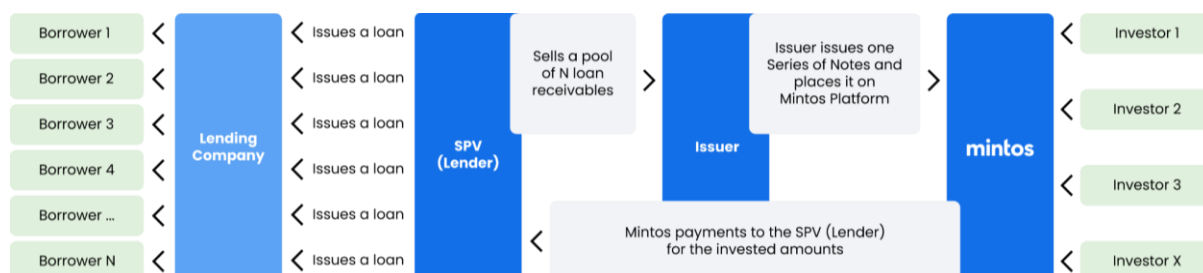 Borrower 1
Borrower 2
Borrower 3
Borrower 4
Borrower ...
Borrower N
Lending
Company
Issues a loan
Issues a loan
Issues a loan
Issues a loan
Issues a loan
Issues a loan
SPV
(Lender)
Sells a pool
of N loan
receivables
Issuer
Issuer issues one
Series of Notes and
places it on
Mintos Platform
Mintos payments to the SPV (Lender)
for the invested amounts
mintos
Investor 1
Investor 2
Investor 3
Investor X